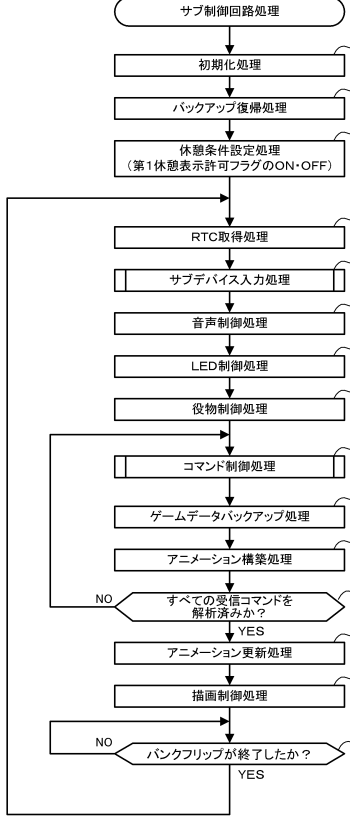 サブ制御回路処理
初期化処理
バックアップ復帰処理
休憩条件設定処理
(第1休憩表示許可フラグのON・OFF)
RTC取得処理
サブデバイス入力処理
音声制御処理
LED制御処理
役物制御処理
コマンド制御処理
ゲームデータバックアップ処理
アニメーション構築処理
NO
すべての受信コマンドを
解析済みか?
YES
アニメーション更新処理
描画制御処理
NO
バンクフリップが終了したか?
YES